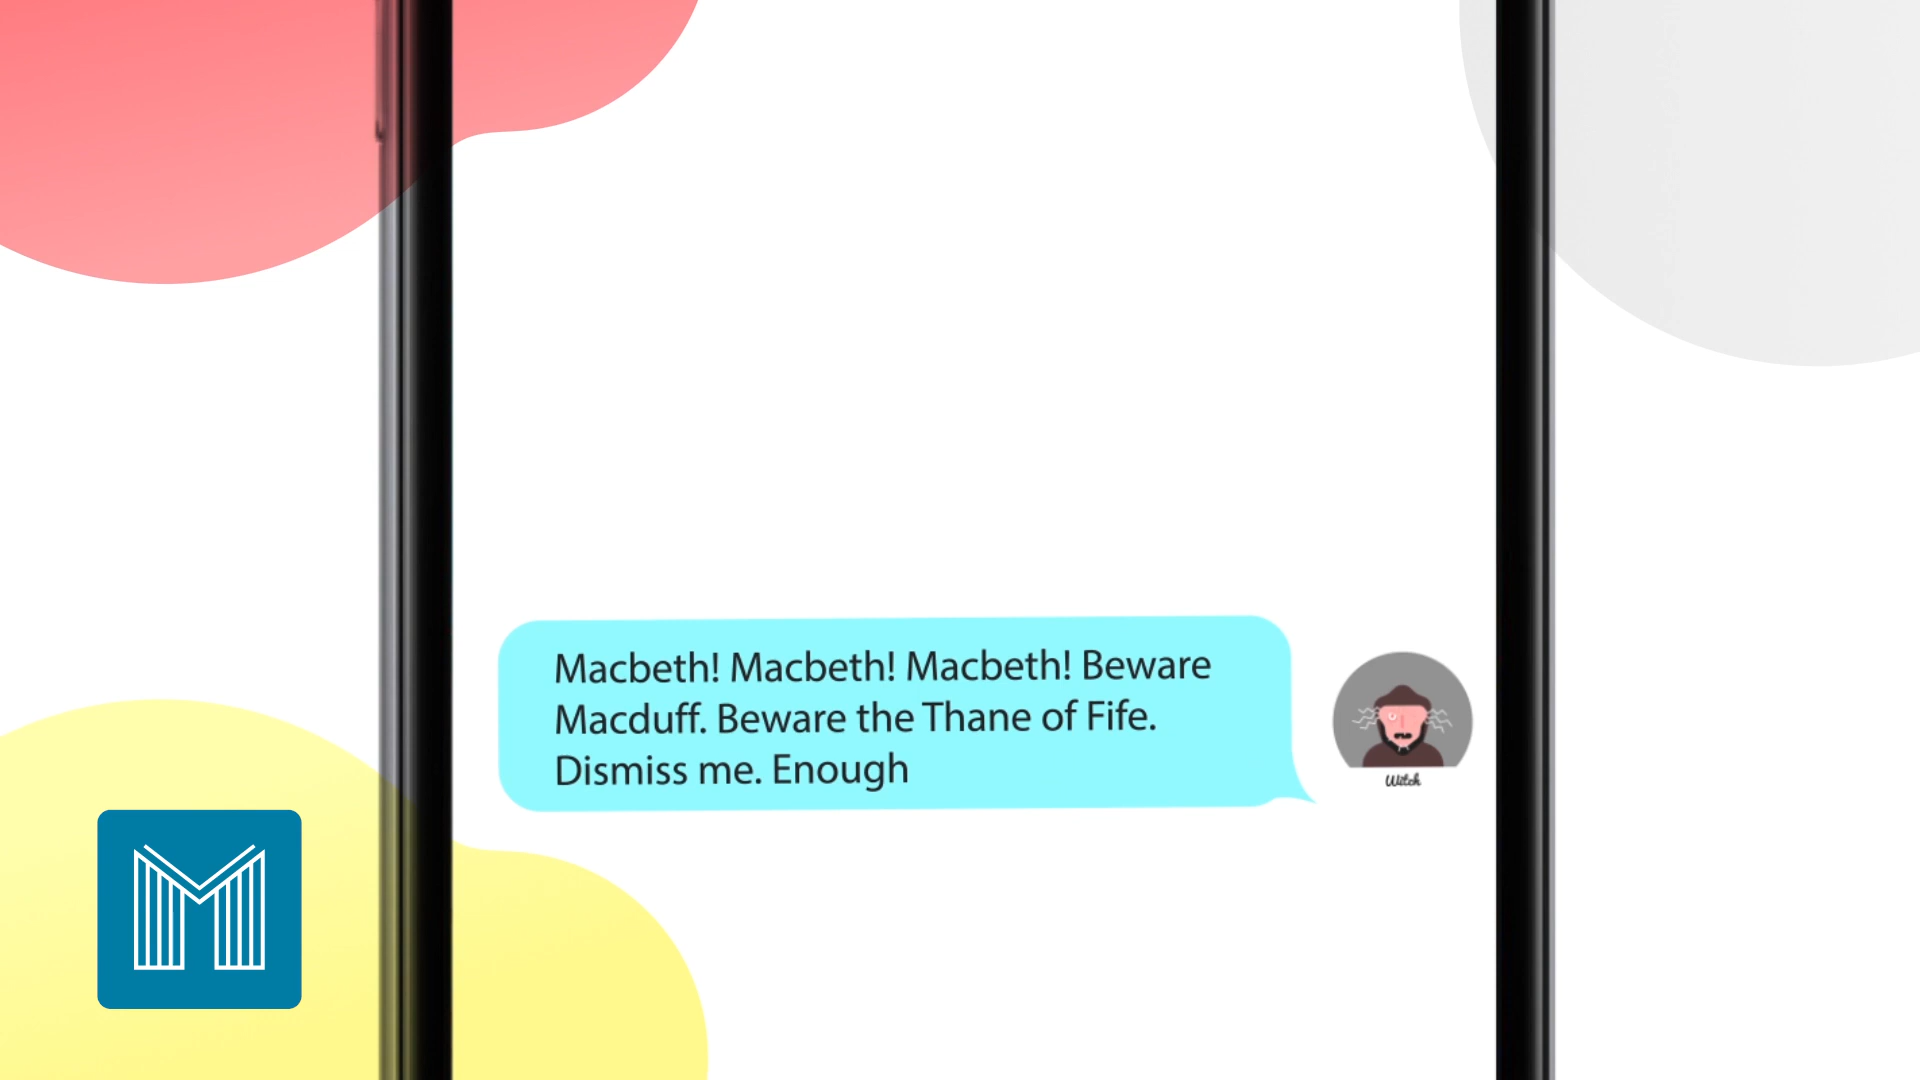 Macbeth! Macbeth! Macbeth! Beware
Macduff. Beware the Thane of Fife.
Dismiss me. Enough
Witch
M